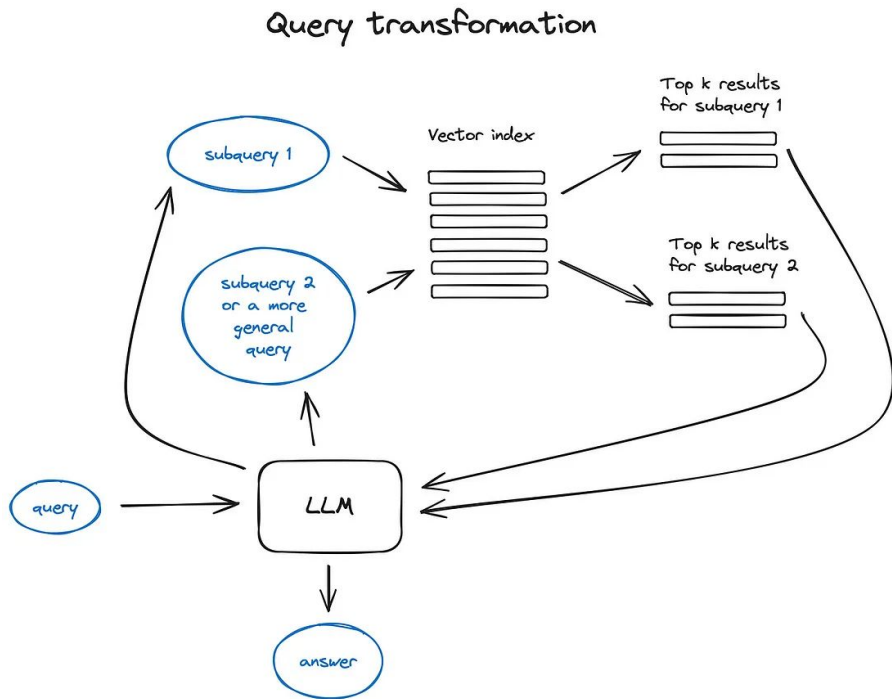 Query transformation
Top k results
for subquery 1
Vector index
subquery 1
Top k results
for subquery 2
subquery 2
or a more
general
query
query
LLM
answer